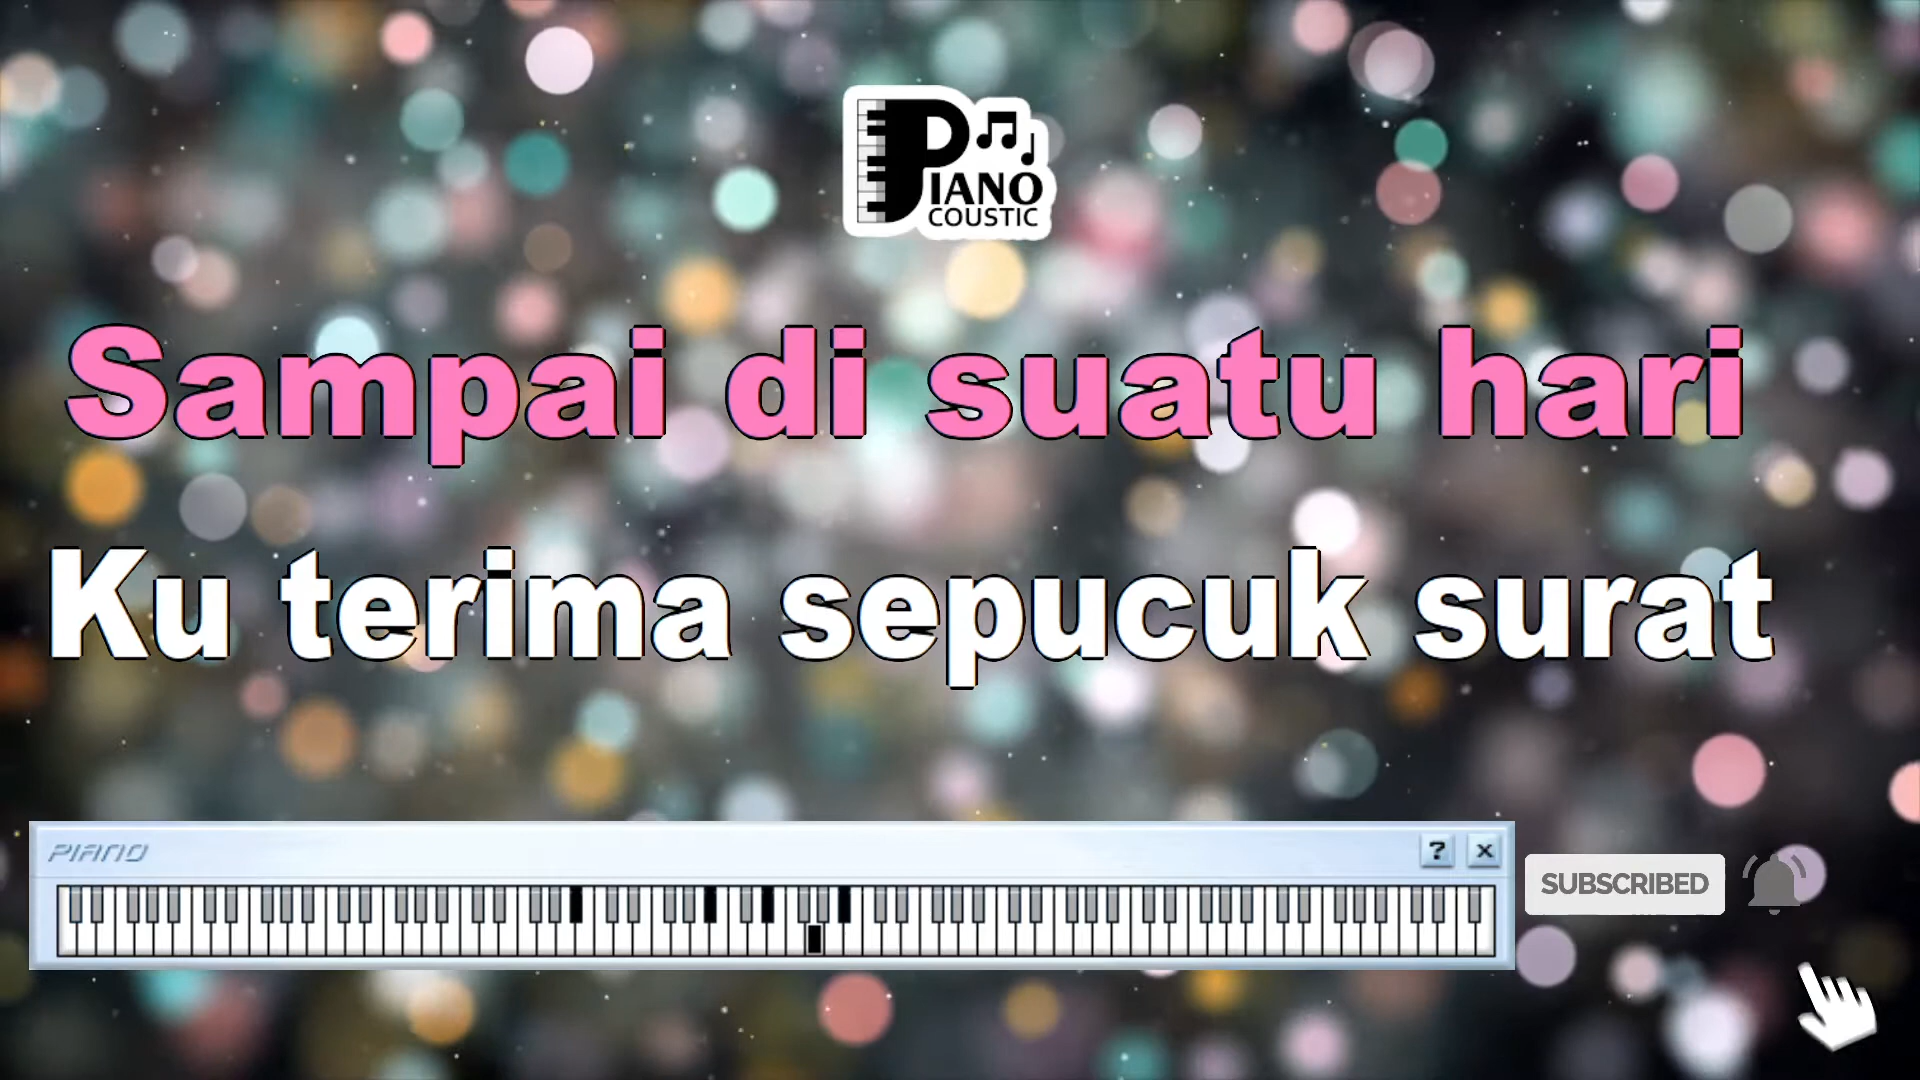 PIANO
COUSTIC
Sampai di suatu hari
Ku terima sepucuk surat
PIANO
? x
SUBSCRIBED